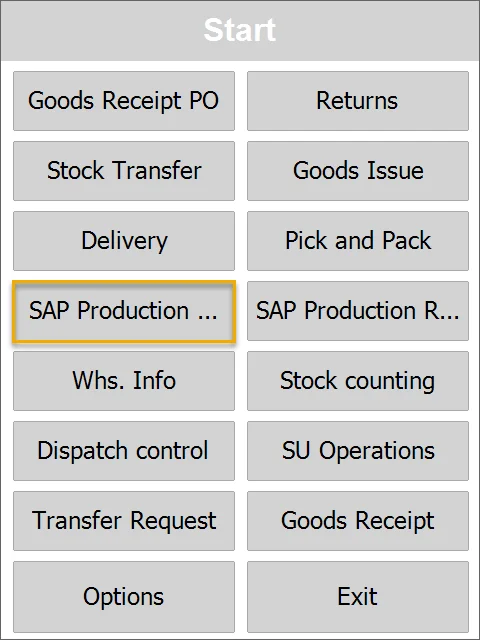 Start
Goods Receipt PO
Returns
Stock Transfer
Goods Issue
Delivery
Pick and Pack
SAP Production ...
SAP Production R...
Whs. Info
Stock counting
Dispatch control
SU Operations
Transfer Request
Goods Receipt
Options
Exit